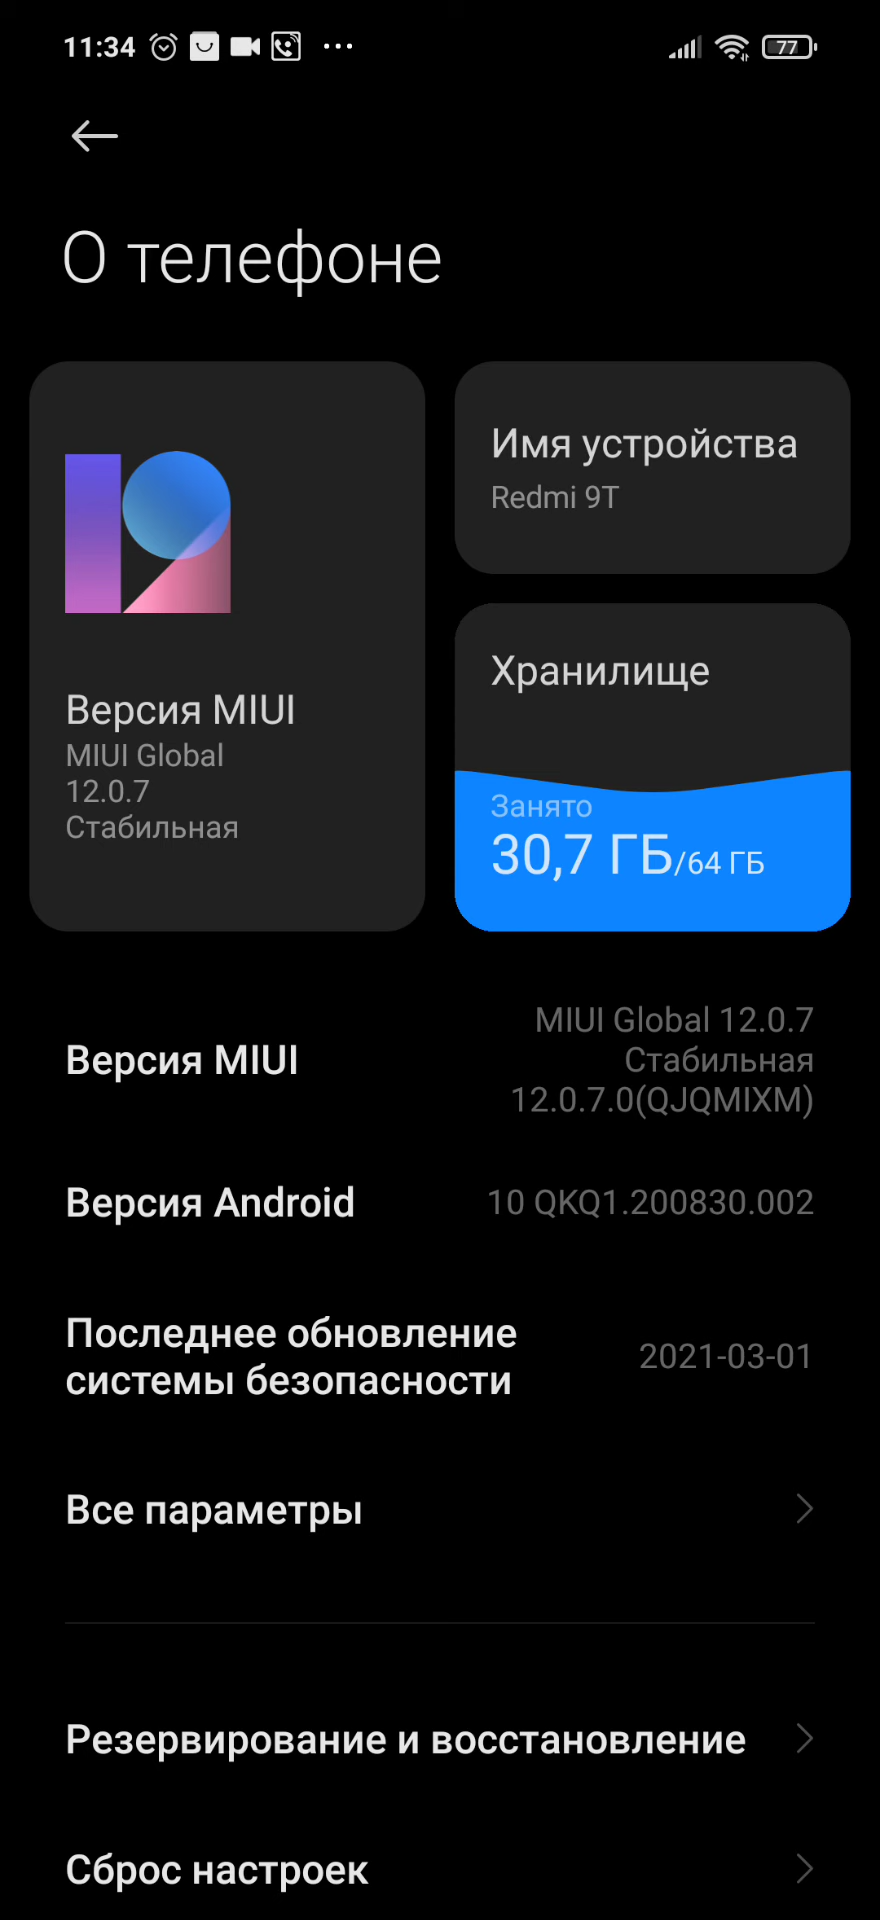 11:34
77
О телефоне
Версия MIUI
MIUI Global
12.0.7
Стабильная
Имя устройства
Redmi 9T
Хранилище
Занято
30,7 ГБ/64 ГБ
Версия MIUI
MIUI Global 12.0.7
Стабильная
12.0.7.0(QJQMIXM)
Версия Android
10 QKQ1.200830.002
Последнее обновление
системы безопасности
2021-03-01
Все параметры
Резервирование и восстановление
Сброс настроек